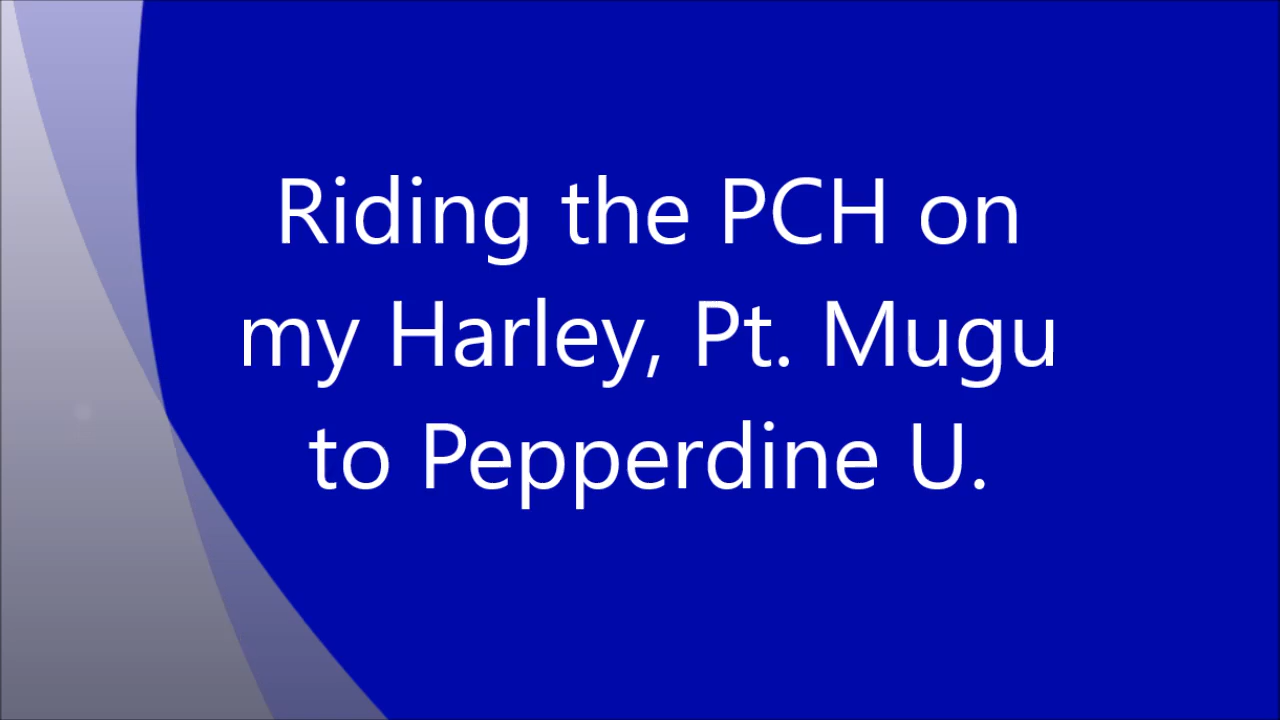 Riding the PCH on
my Harley, Pt. Mugu
to Pepperdine U.